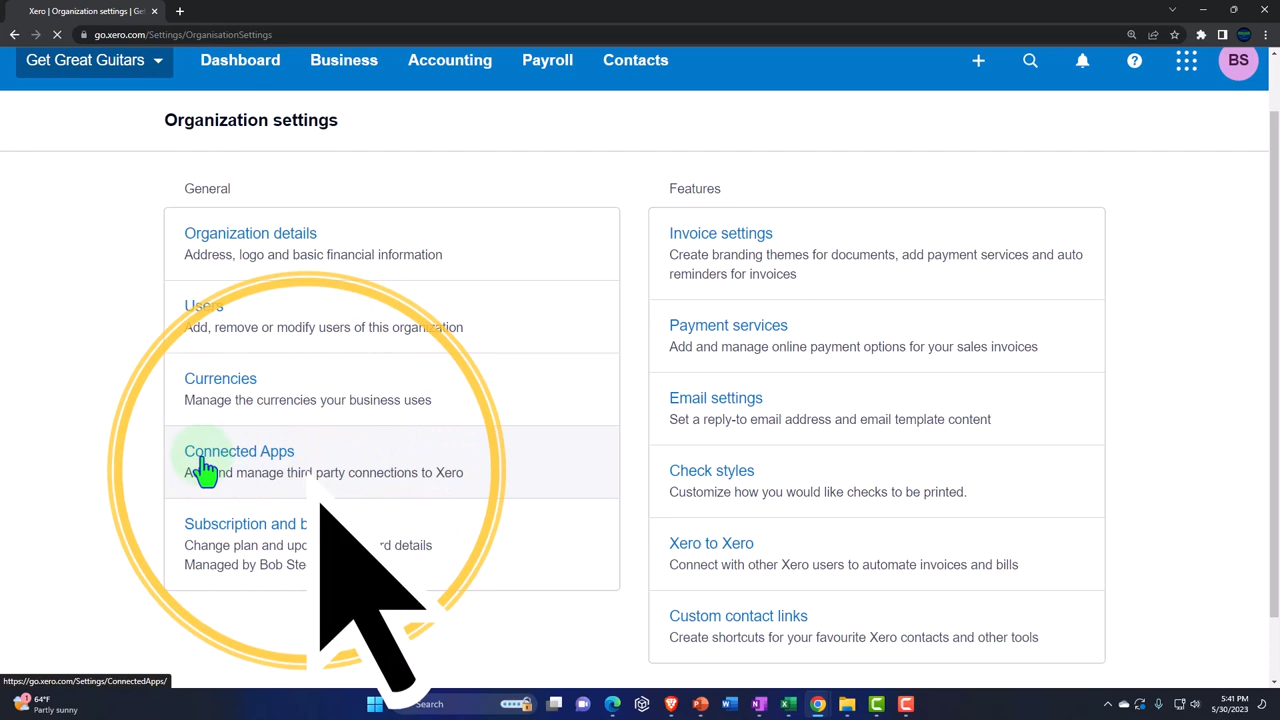 Xero | Organization settings | Get
go.xero.com/Settings/OrganisationSettings
Get Great Guitars
Dashboard
Business
Accounting
Payroll
Contacts
BS
Organization settings
General
Organization details
Address, logo and basic financial information
Users
Add, remove or modify users of this organization
Currencies
Manage the currencies your business uses
Connected Apps
and manage third party connections to Xero
Subscription and
Change plan and details
Managed by Bob
Features
Invoice settings
Create branding themes for documents, add payment services and auto
reminders for invoices
Payment services
Add and manage online payment options for your sales invoices
Email settings
Set a reply-to email address and email template content
Check styles
Customize how you would like checks to be printed.
Xero to Xero
Connect with other Xero users to automate invoices and bills
Custom contact links
Create shortcuts for your favourite Xero contacts and other tools
https://go.xero.com/Settings/ConnectedApps/
64°F
Partly sunny
Search
5:41 PM
5/30/2023